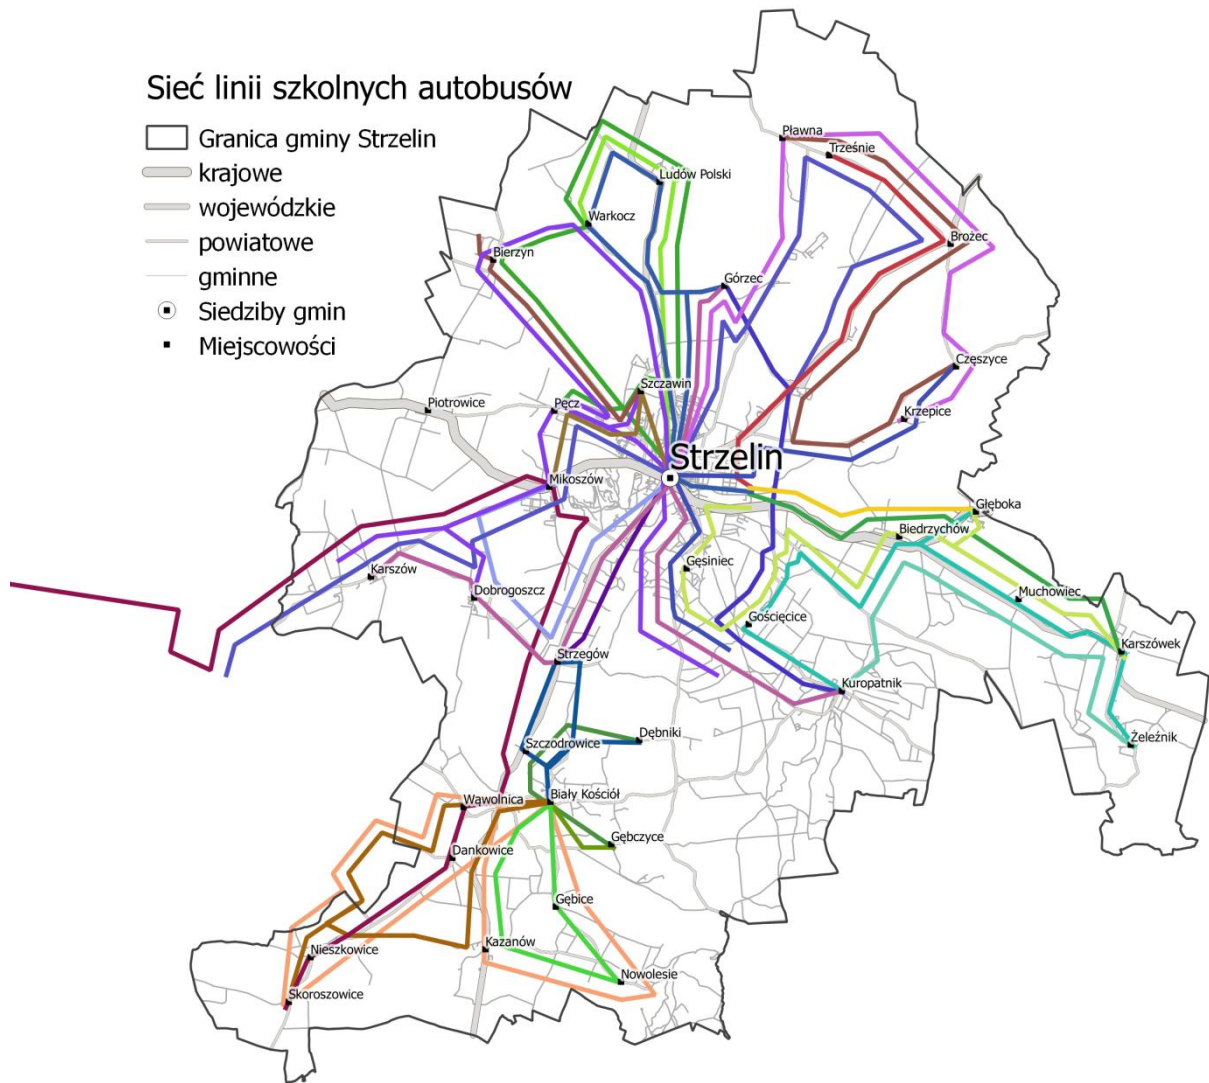 Sieć linii szkolnych autobusów
Granica gminy Strzelin
krajowe
wojewódzkie
powiatowe
gminne
Siedziby gmin
Miejscowości
Pławna
Trześnie
Ludów Polski
Warkocz
Brożec
Bierzyn
Górzec
Częszyce
Szczawin
Piotrowice
Pęcz
Krzepice
Strzelin
Mikoszów
Głęboka
Biedrzychów
Gęsiniec
Karszów
Dobrogoszcz
Muchowiec
Gościęcice
Karszówek
Strzegów
Kuropatnik
Dębniki
Żeleźnik
Szczodrowice
Wąwolnica
Biały Kościół
Gębczyce
Dankowice
Gębice
Nieszkowice
Kazanów
Nowolesie
Skoroszowice